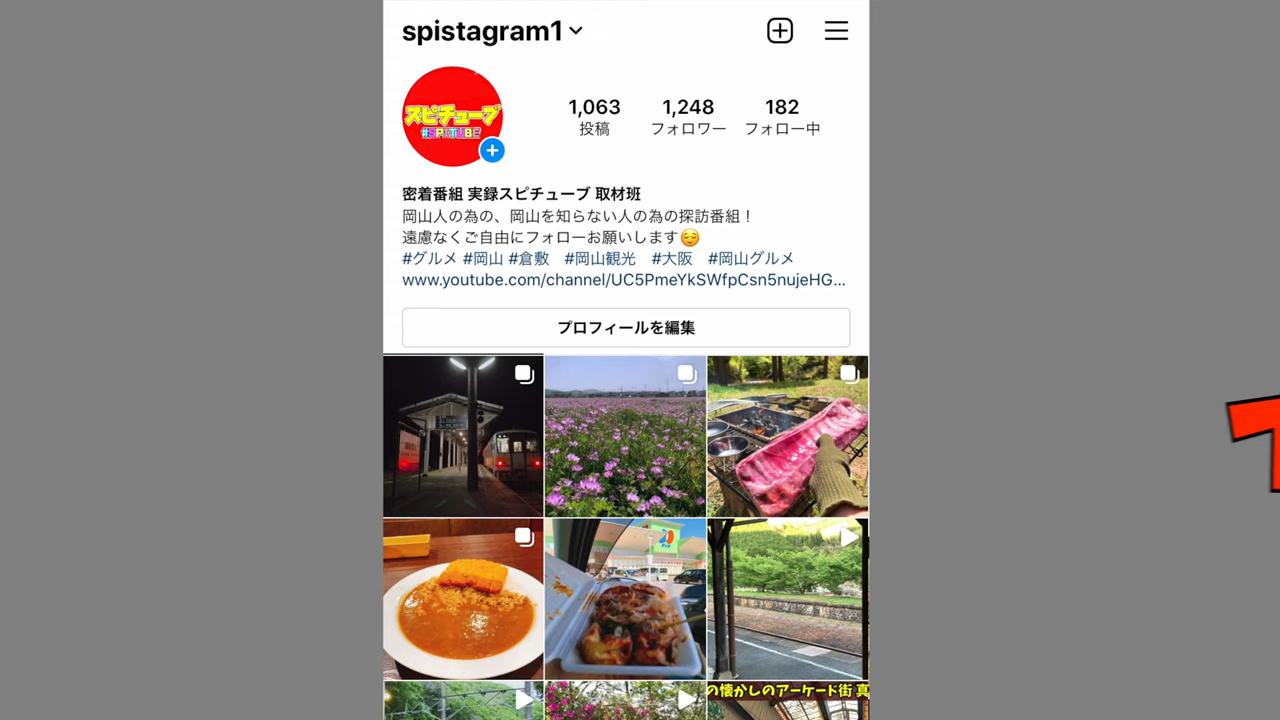 spistagram1
スピチューブ
#SPITUBE
1,063
投稿
1,248
フォロワー
182
フォロー中
密着番組 実録スピチューブ 取材班
岡山人の為の、岡山を知らない人の為の探訪番組！
遠慮なくご自由にフォローお願いします😌
#グルメ #岡山 #倉敷　#岡山観光　#大阪　#岡山グルメ
www.youtube.com/channel/UC5PmeYkSWfpCsn5nujeHG...
プロフィールを編集
の懐かしのアーケード街 真